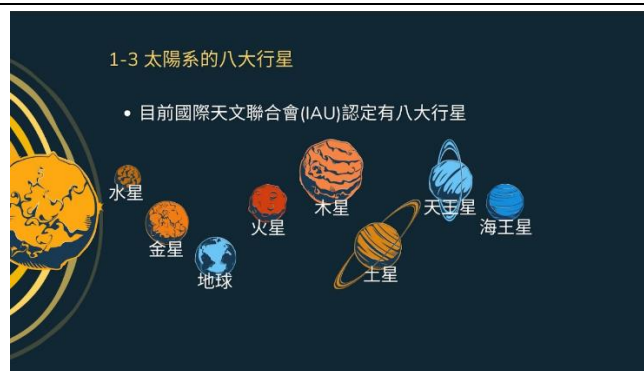 1-3 太陽系的八大行星
• 目前國際天文聯合會(IAU)認定有八大行星
水星
金星
地球
火星
木星
土星
天王星
海王星